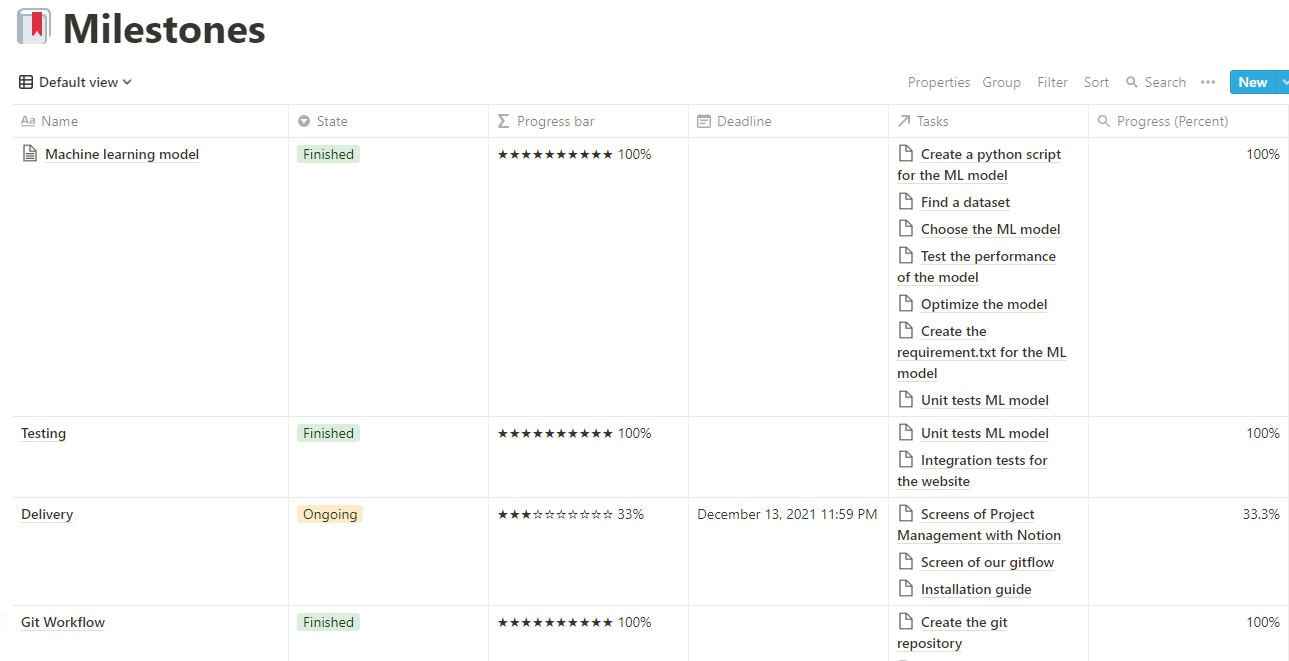 Milestones
Default view
Properties Group Filter Sort Search ••• New
Aa Name State Σ Progress bar Deadline Tasks Progress (Percent)
Machine learning model Finished ★★★★★★★★★★ 100% Create a python script 100%
for the ML model
Find a dataset
Choose the ML model
Test the performance
of the model
Optimize the model
Create the
requirement.txt for the ML
model
Unit tests ML model
Testing Finished ★★★★★★★★★★ 100% Unit tests ML model 100%
Integration tests for
the website
Delivery Ongoing ★★★☆☆☆☆☆☆☆ 33% December 13, 2021 11:59 PM Screens of Project 33.3%
Management with Notion
Screen of our gitflow
Installation guide
Git Workflow Finished ★★★★★★★★★★ 100% Create the git 100%
repository